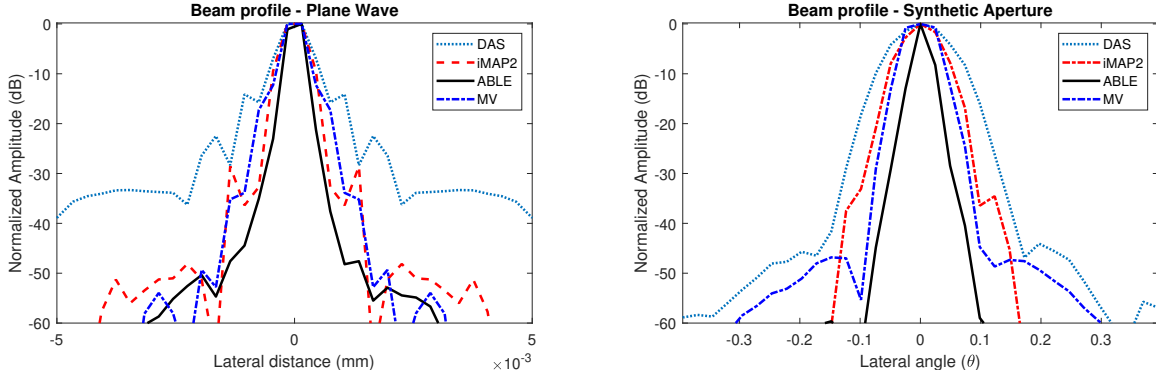 Beam profile - Plane Wave
Normalized Amplitude (dB)
0
-10
-20
-30
-40
-50
-60
DAS
iMAP2
ABLE
MV
-5
0
5
Lateral distance (mm)
×10⁻³
Beam profile - Synthetic Aperture
Normalized Amplitude (dB)
0
-10
-20
-30
-40
-50
-60
DAS
iMAP2
ABLE
MV
-0.3
-0.2
-0.1
0
0.1
0.2
0.3
Lateral angle (θ)